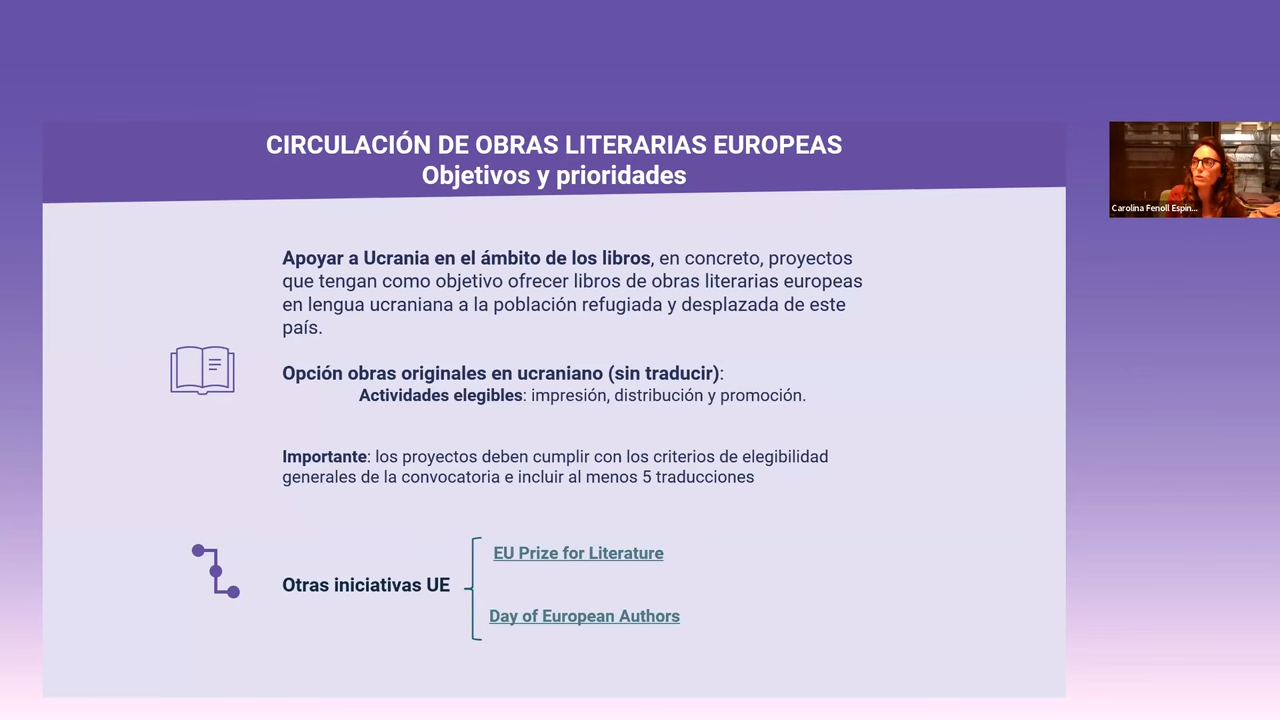 CIRCULACIÓN DE OBRAS LITERARIAS EUROPEAS
Objetivos y prioridades
Carolina Fenoll Espin...
Apoyar a Ucrania en el ámbito de los libros, en concreto, proyectos
que tengan como objetivo ofrecer libros de obras literarias europeas
en lengua ucraniana a la población refugiada y desplazada de este
país.
Opción obras originales en ucraniano (sin traducir):
Actividades elegibles: impresión, distribución y promoción.
Importante: los proyectos deben cumplir con los criterios de elegibilidad
generales de la convocatoria e incluir al menos 5 traducciones
EU Prize for Literature
Otras iniciativas UE
Day of European Authors